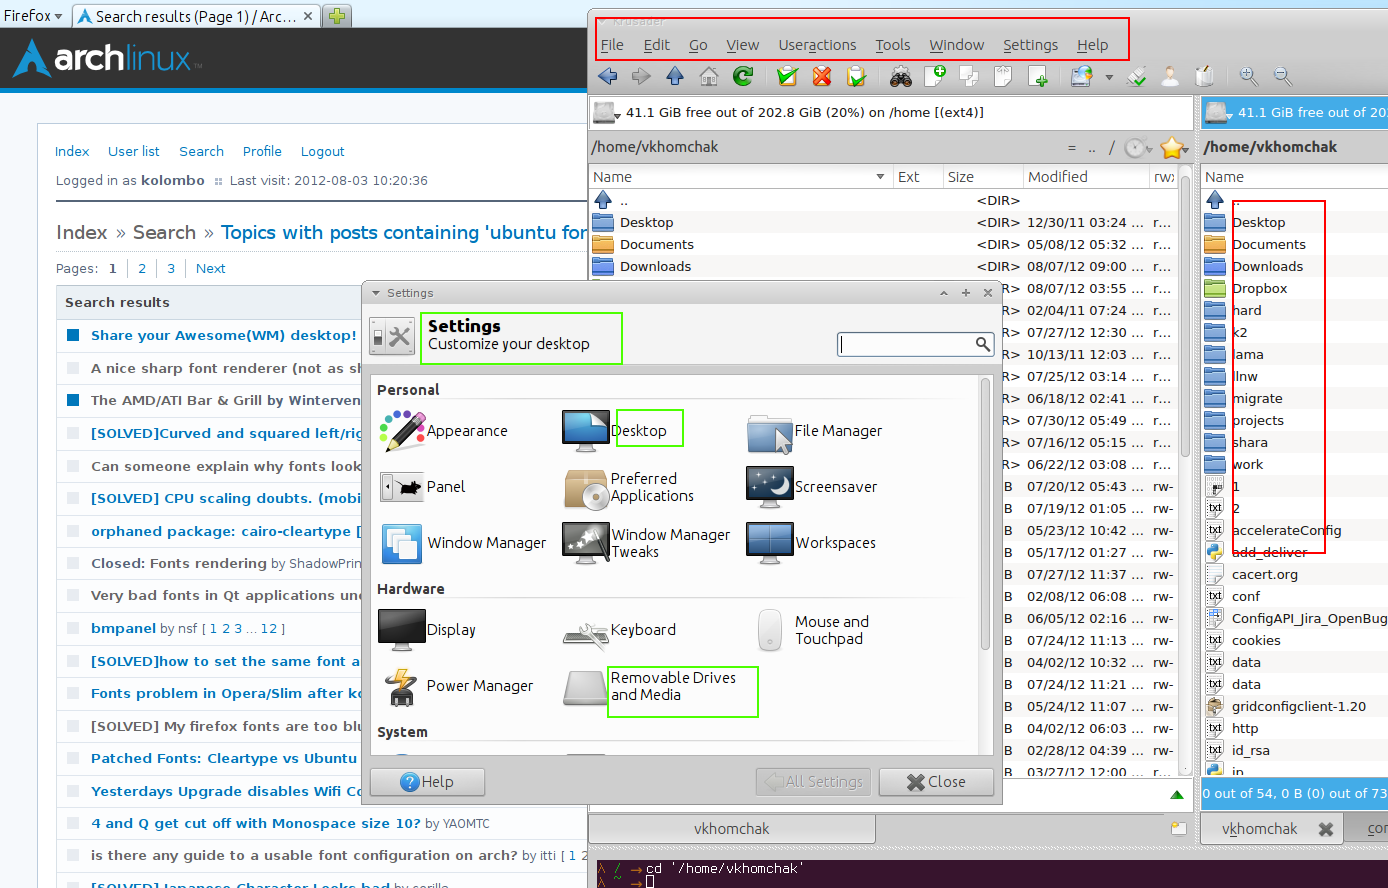 Firefox
Search results (Page 1) / Arc...
archlinux
Index User list Search Profile Logout
Logged in as kolombo Last visit: 2012-08-03 10:20:36
Index » Search » Topics with posts containing 'ubuntu for
Pages: 1 2 3 Next
Search results
Share your Awesome(WM) desktop!
A nice sharp font renderer (not as sh
The AMD/ATI Bar & Grill by Winterven
[SOLVED]Curved and squared left/rig
Can someone explain why fonts look
[SOLVED] CPU scaling doubts. (mobi
orphaned package: cairo-cleartype [
Closed: Fonts rendering by ShadowPrin
Very bad fonts in Qt applications un
bmpanel by nsf [ 1 2 3 ... 12 ]
[SOLVED]how to set the same font a
Fonts problem in Opera/Slim after k
[SOLVED] My firefox fonts are too blu
Patched Fonts: Cleartype vs Ubuntu
Yesterdays Upgrade disables Wifi Co
4 and Q get cut off with Monospace size 10? by YAOMTC
is there any guide to a usable font configuration on arch? by itti [ 1 2
[SOLVED] Japanese Character Looks bad by
Krusader
File Edit Go View Useractions Tools Window Settings Help
41.1 GiB free out of 202.8 GiB (20%) on /home [(ext4)]
/home/vkhomchak = .. /
Name Ext Size Modified rwx
.. <DIR>
Desktop <DIR> 12/30/11 03:24 ... r...
Documents <DIR> 05/08/12 05:32 ... r...
Downloads <DIR> 08/07/12 09:00 ... r...
R> 08/07/12 03:55 ... r...
R> 02/04/11 07:24 ... r...
R> 07/27/12 12:30 ... r...
R> 10/13/11 12:03 ... r...
R> 07/25/12 03:14 ... r...
R> 06/18/12 02:41 ... r...
R> 07/30/12 05:49 ... r...
R> 07/16/12 05:15 ... r...
R> 06/22/12 03:08 ... r...
B 07/20/12 05:43 ... rw-
B 07/19/12 01:05 ... rw-
B 05/23/12 10:42 ... rw-
B 05/17/12 01:27 ... rw-
B 07/27/12 11:37 ... rw-
B 02/08/12 06:08 ... rw-
B 06/05/12 02:16 ... rw-
B 07/24/12 11:13 ... rw-
B 04/02/12 10:32 ... rw-
B 07/24/12 11:21 ... rw-
B 05/24/12 11:07 ... rw-
B 04/02/12 06:03 ... rw-
B 02/28/12 04:39 ... rw-
B 03/27/12 12:00 ... rw-
vkhomchak
41.1 GiB free out of 20
/home/vkhomchak
Name
..
Desktop
Documents
Downloads
Dropbox
hard
k2
lama
llnw
migrate
projects
shara
work
1
2
accelerateConfig
add_deliver
cacert.org
conf
ConfigAPI_Jira_OpenBug
cookies
data
data
gridconfigclient-1.20
http
id_rsa
ip
0 out of 54, 0 B (0) out of 73
vkhomchak
con
Settings
Settings
Customize your desktop
Personal
Appearance Desktop File Manager
Panel Preferred Applications Screensaver
Window Manager Window Manager Tweaks Workspaces
Hardware
Display Keyboard Mouse and Touchpad
Power Manager Removable Drives and Media
System
Help All Settings Close
λ / → cd '/home/vkhomchak'
λ ~ →